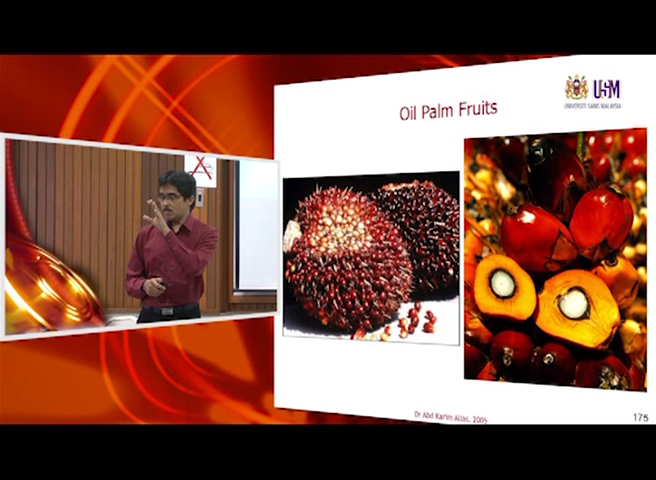 USM
UNIVERSITI SAINS MALAYSIA
Oil Palm Fruits
Dr Abd Karim Alias, 2005
175